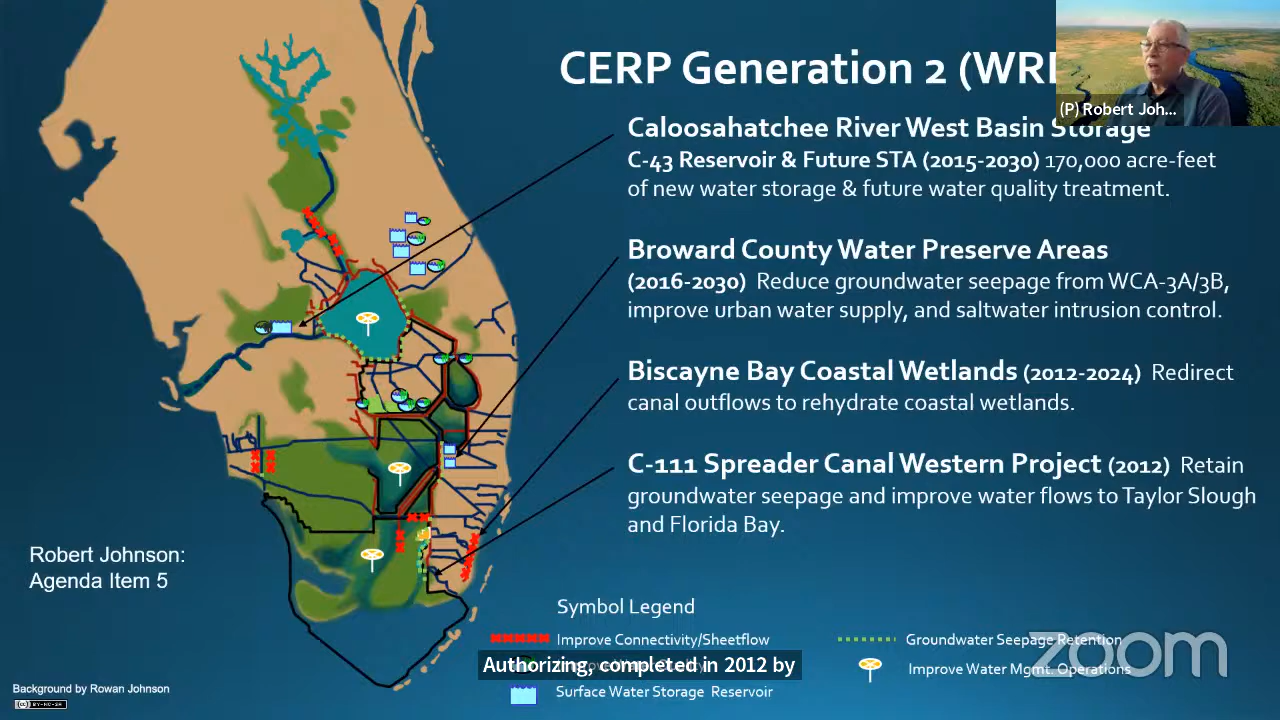 CERP Generation 2
(P) Robert Joh...
Caloosahatchee River West Basin Storage
C-43 Reservoir & Future STA (2015-2030) 170,000 acre-feet
of new water storage & future water quality treatment.
Broward County Water Preserve Areas
(2016-2030) Reduce groundwater seepage from WCA-3A/3B,
improve urban water supply, and saltwater intrusion control.
Biscayne Bay Coastal Wetlands (2012-2024) Redirect
canal outflows to rehydrate coastal wetlands.
C-111 Spreader Canal Western Project (2012) Retain
groundwater seepage and improve water flows to Taylor Slough
and Florida Bay.
Robert Johnson:
Agenda Item 5
Symbol Legend
Improve Connectivity/Sheetflow
Groundwater Seepage Retention
Authorizing, completed in 2012 by
Improve Water Mgmt. Operations
Surface Water Storage Reservoir
zoom
Background by Rowan Johnson
CC BY-NC-SA